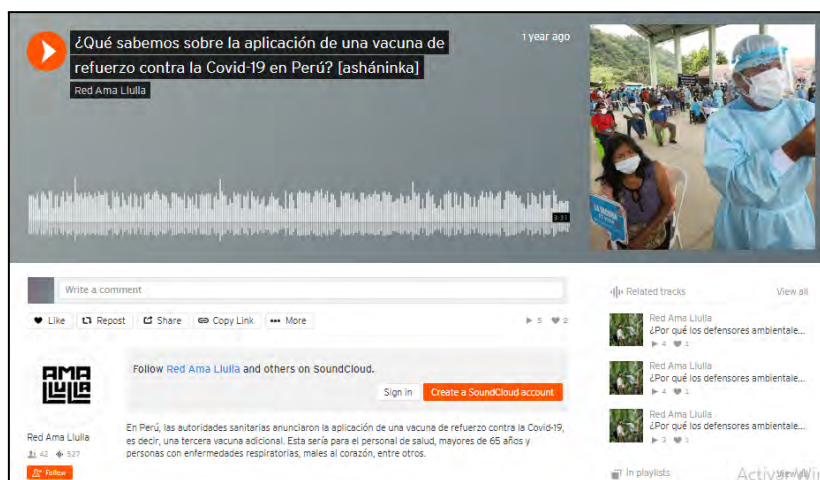 ¿Qué sabemos sobre la aplicación de una vacuna de
refuerzo contra la Covid-19 en Perú? [asháninka]
Red Ama Llulla
1 year ago
3:31
Write a comment
Like
Repost
Share
Copy Link
More
5
2
AMA
LLULLA
Red Ama Llulla
42
527
Follow
Follow Red Ama Llulla and others on SoundCloud.
Sign in
Create a SoundCloud account
En Perú, las autoridades sanitarias anunciaron la aplicación de una vacuna de refuerzo contra la Covid-19,
es decir, una tercera vacuna adicional. Esta sería para el personal de salud, mayores de 65 años y
personas con enfermedades respiratorias, males al corazón, entre otros.
Related tracks
View all
Red Ama Llulla
¿Por qué los defensores ambientale...
4
1
Red Ama Llulla
¿Por qué los defensores ambientale...
4
1
Red Ama Llulla
¿Por qué los defensores ambientale...
3
1
In playlists
View all